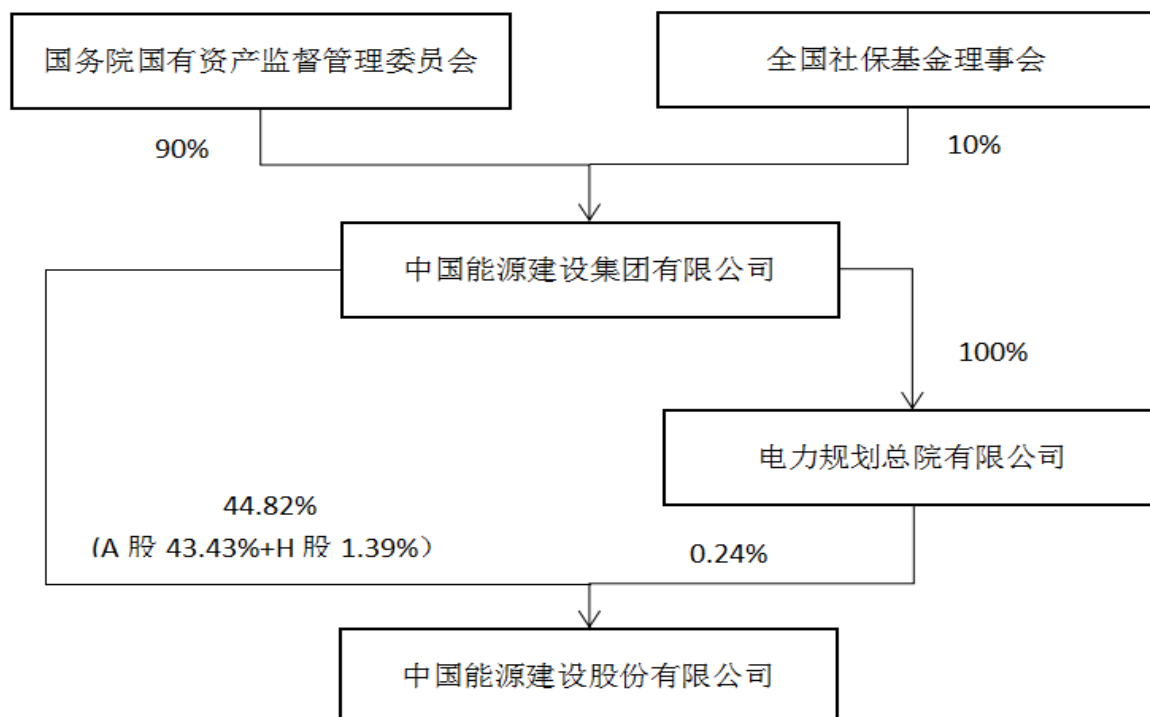 国务院国有资产监督管理委员会
全国社保基金理事会
90%
10%
中国能源建设集团有限公司
100%
电力规划总院有限公司
44.82%
(A 股 43.43%+H 股 1.39%）
0.24%
中国能源建设股份有限公司